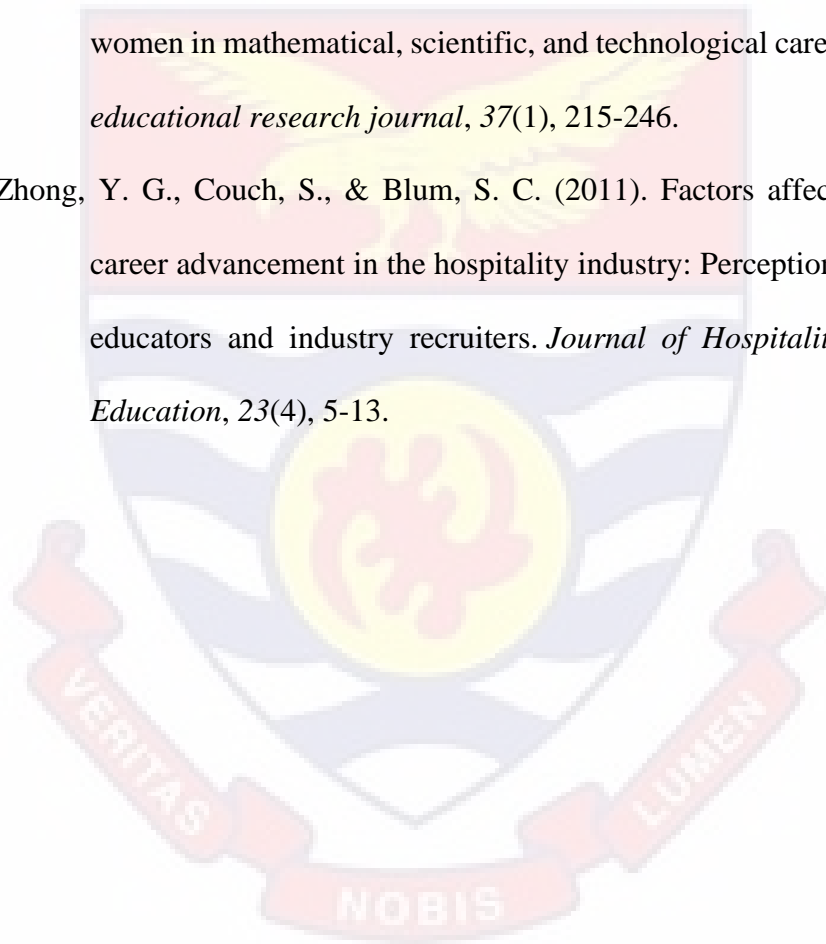 women in mathematical, scientific, and technological care
educational research journal, 37(1), 215-246.
Zhong, Y. G., Couch, S., & Blum, S. C. (2011). Factors affec
career advancement in the hospitality industry: Perception
educators and industry recruiters. Journal of Hospitalit
Education, 23(4), 5-13.
VERITAS
NOBIS
LUMEN